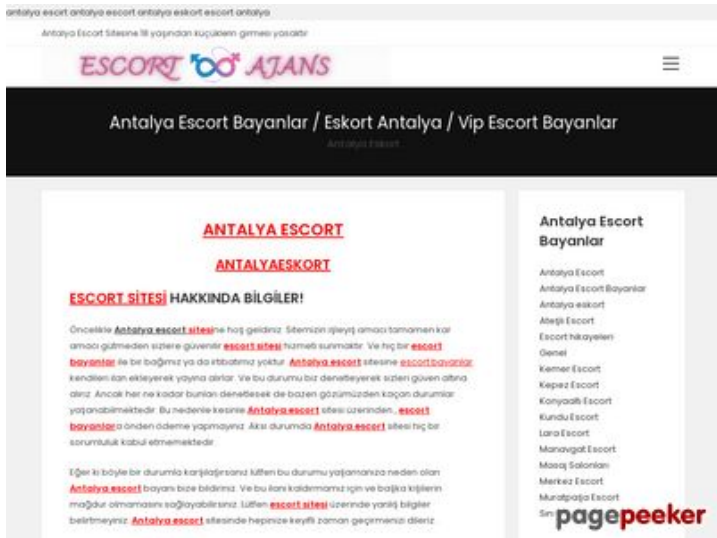 antalya escort antalya escort antalya eskort escort antalya
Antalya Escort Sitesine 18 yaşından küçüklerin girmesi yasaktır
ESCORT AJANS
Antalya Escort Bayanlar / Eskort Antalya / Vip Escort Bayanlar
Antalya Eskort
ANTALYA ESCORT
ANTALYAESKORT
ESCORT SİTESİ HAKKINDA BİLGİLER!
Öncelikle Antalya escort sitesine hoş geldiniz. Sitemizin işleyiş amacı tamamen kar
amacı gütmeden sizlere güvenilir escort sitesi hizmeti sunmaktır. Ve hiç bir escort
bayanlar ile bir bağımız ya da irtibatımız yoktur. Antalya escort sitesine escort bayanlar
kendileri ilan ekleyerek yayına alırlar. Ve bu durumu biz denetleyerek sizleri güven altına
alırız. Ancak her ne kadar bunları denetlesek de bazen gözümüzden kaçan durumlar
yaşanabilmektedir. Bu nedenle kesinle Antalya escort sitesi üzerinden , escort
bayanlara önden ödeme yapmayınız. Aksi durumda Antalya escort sitesi hiç bir
sorumluluk kabul etmemektedir.
Eğer ki böyle bir durumla karşılaşırsanız lütfen bu durumu yaşamanıza neden olan
Antalya escort bayanı bize bildiriniz. Ve bu ilanı kaldırmamız için ve başka kişilerin
mağdur olmamasını sağlayabilirsiniz. Lütfen escort sitesi üzerinde yanlış bilgiler
belirtmeyiniz. Antalya escort sitesinde hepinize keyifli zaman geçirmenizi dileriz
Antalya Escort
Bayanlar
Antalya Escort
Antalya Escort Bayanlar
Antalya eskort
Ateşli Escort
Escort hikayeleri
Genel
Kemer Escort
Kepez Escort
Konyaaltı Escort
Kundu Escort
Lara Escort
Manavgat Escort
Masaj Salonları
Merkez Escort
Muratpaşa Escort
pagepeeker